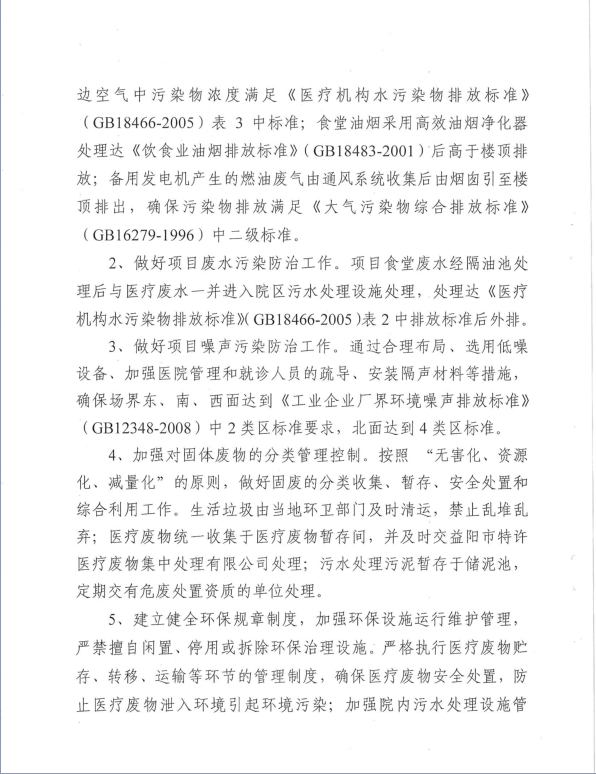 边空气中污染物浓度满足《医疗机构水污染物排放标准》
（GB18466-2005）表 3 中标准；食堂油烟采用高效油烟净化器
处理达《饮食业油烟排放标准》（GB18483-2001）后高于楼顶排
放；备用发电机产生的燃油废气由通风系统收集后由烟囱引至楼
顶排出，确保污染物排放满足《大气污染物综合排放标准》
（GB16279-1996）中二级标准。
2、做好项目废水污染防治工作。项目食堂废水经隔油池处
理后与医疗废水一并进入院区污水处理设施处理，处理达《医疗
机构水污染物排放标准》（GB18466-2005）表 2 中排放标准后外排。
3、做好项目噪声污染防治工作。通过合理布局、选用低噪
设备、加强医院管理和就诊人员的疏导、安装隔声材料等措施，
确保场界东、南、西面达到《工业企业厂界环境噪声排放标准》
（GB12348-2008）中 2 类区标准要求，北面达到 4 类区标准。
4、加强对固体废物的分类管理控制。按照 “无害化、资源
化、减量化”的原则，做好固废的分类收集、暂存、安全处置和
综合利用工作。生活垃圾由当地环卫部门及时清运，禁止乱堆乱
弃；医疗废物统一收集于医疗废物暂存间，并及时交益阳市特许
医疗废物集中处理有限公司处理；污水处理污泥暂存于储泥池，
定期交有危废处置资质的单位处理。
5、建立健全环保规章制度，加强环保设施运行维护管理，
严禁擅自闲置、停用或拆除环保治理设施。严格执行医疗废物贮
存、转移、运输等环节的管理制度，确保医疗废物安全处置，防
止医疗废物泄入环境引起环境污染；加强院内污水处理设施管